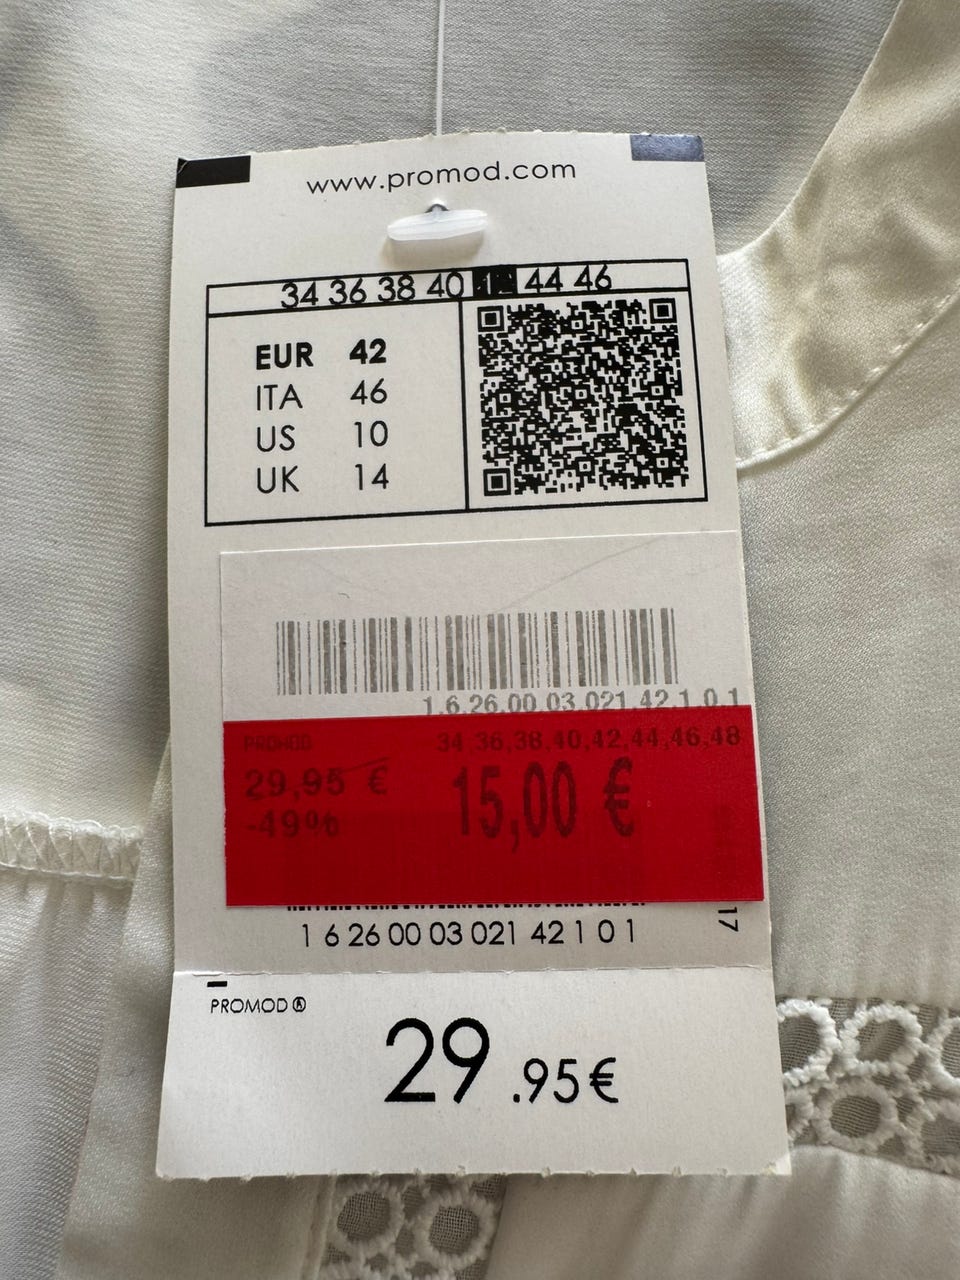 www.promod.com
34 36 38 40 42 44 46
EUR 42
ITA 46
US 10
UK 14
1.6.26.00.03.021.42.1.0.1
PROMOD 34,36,38,40,42,44,46,48
29,95 € 15,00 €
-49%
17
1 6 26 00 03 021 42 1 0 1
PROMOD®
29.95€